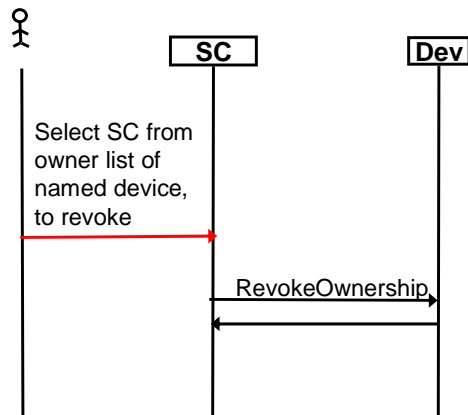 SC
Dev
Select SC from
owner list of
named device,
to revoke
RevokeOwnership